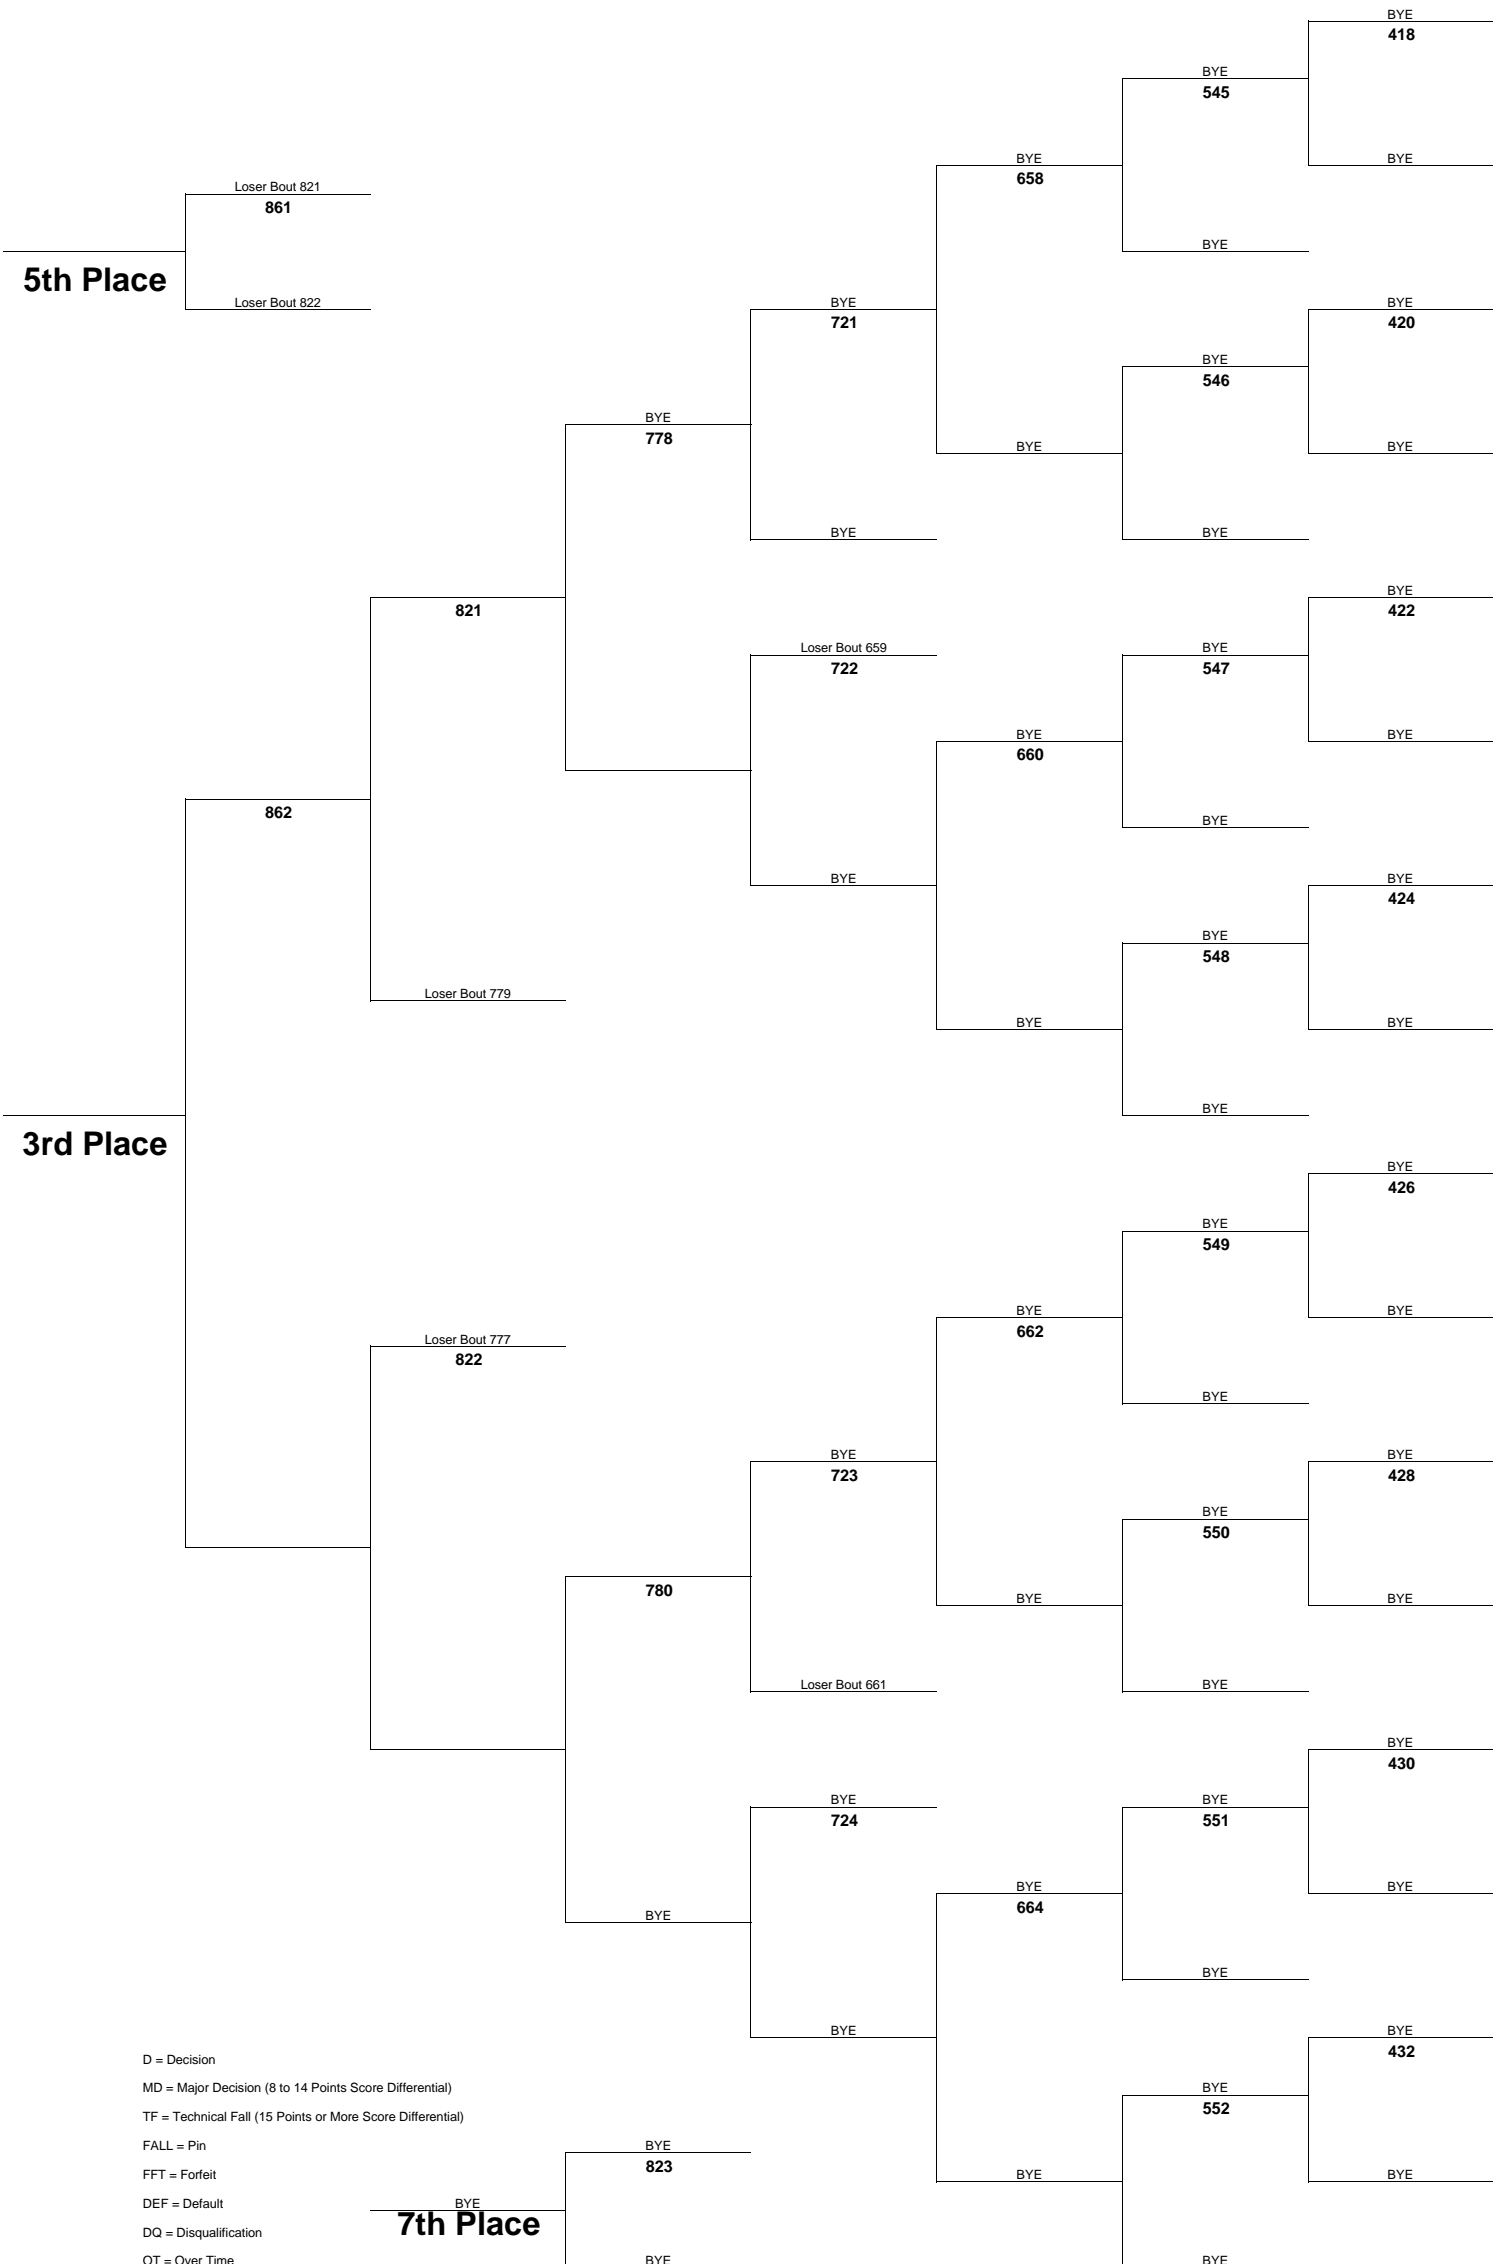 BYE
418
BYE
545
BYE
658
BYE
Loser Bout 821
861
BYE
5th Place
Loser Bout 822
BYE
721
BYE
420
BYE
546
BYE
778
BYE
BYE
BYE
BYE
821
BYE
422
Loser Bout 659
722
BYE
547
BYE
660
BYE
862
BYE
BYE
BYE
424
BYE
548
Loser Bout 779
BYE
BYE
BYE
3rd Place
BYE
426
BYE
549
BYE
662
BYE
Loser Bout 777
822
BYE
BYE
723
BYE
428
BYE
550
780
BYE
BYE
Loser Bout 661
BYE
BYE
430
BYE
724
BYE
551
BYE
664
BYE
BYE
BYE
BYE
BYE
432
D = Decision
MD = Major Decision (8 to 14 Points Score Differential)
BYE
552
TF = Technical Fall (15 Points or More Score Differential)
FALL = Pin
BYE
823
FFT = Forfeit
BYE
BYE
DEF = Default
BYE
7th Place
DQ = Disqualification
OT = Over Time
BYE
BYE